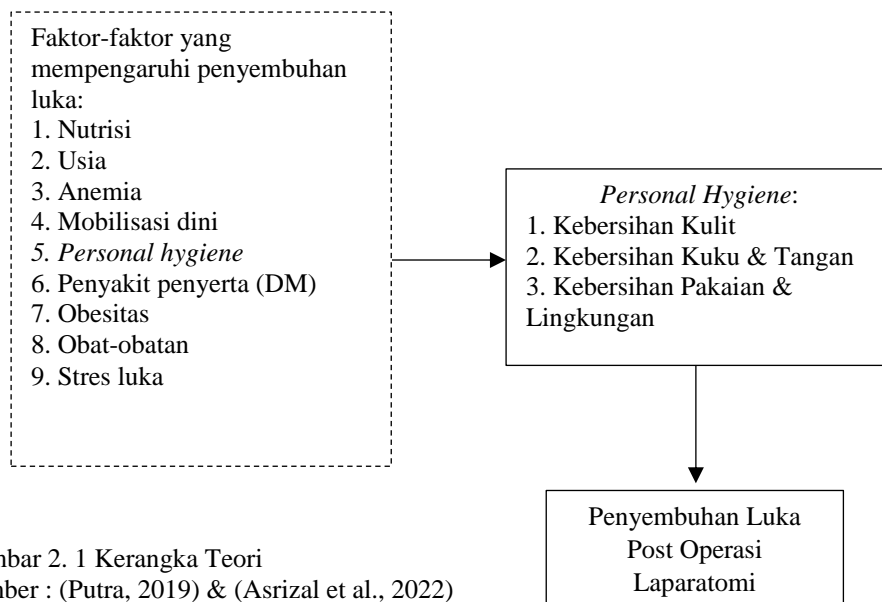 Faktor-faktor yang
mempengaruhi penyembuhan
luka:
1. Nutrisi
2. Usia
3. Anemia
4. Mobilisasi dini
5. Personal hygiene
6. Penyakit penyerta (DM)
7. Obesitas
8. Obat-obatan
9. Stres luka
Personal Hygiene:
1. Kebersihan Kulit
2. Kebersihan Kuku & Tangan
3. Kebersihan Pakaian &
Lingkungan
Penyembuhan Luka
Post Operasi
Laparatomi
mbar 2. 1 Kerangka Teori
mber : (Putra, 2019) & (Asrizal et al., 2022)